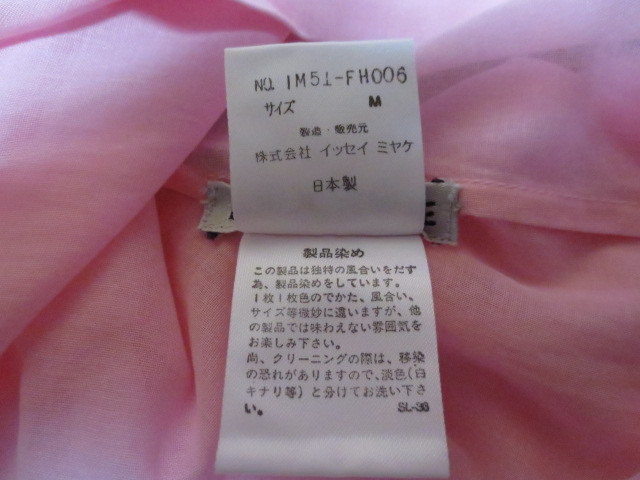 NO. IM51-FH006
サイズ M
製造・販売元
株式会社 イッセイ ミヤケ
日本製
E
製品染め
この製品は独特の風合いをだす
為、製品染めをしています。
1枚1枚色のでかた、風合い、
サイズ等微妙に違いますが、他
の製品では味わえない雰囲気を
お楽しみ下さい。
尚、クリーニングの際は、移染
の恐れがありますので、淡色(白
キナリ等)と分けてお洗い下さ
い。 SL-36